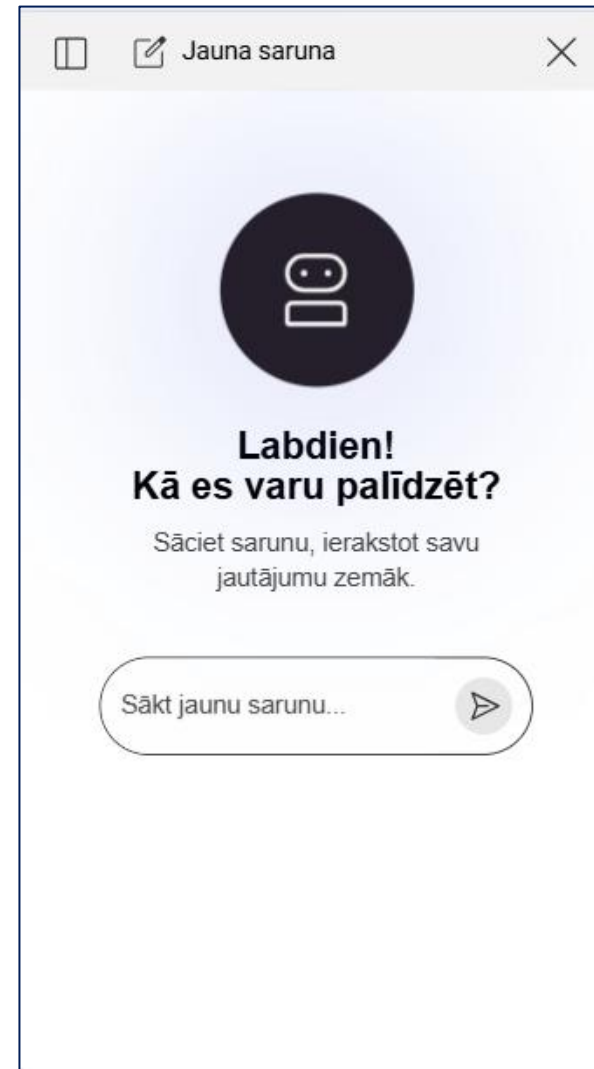 Jauna saruna
Labdien!
Kā es varu palīdzēt?
Sāciet sarunu, ierakstot savu
jautājumu zemāk.
Sākt jaunu sarunu...